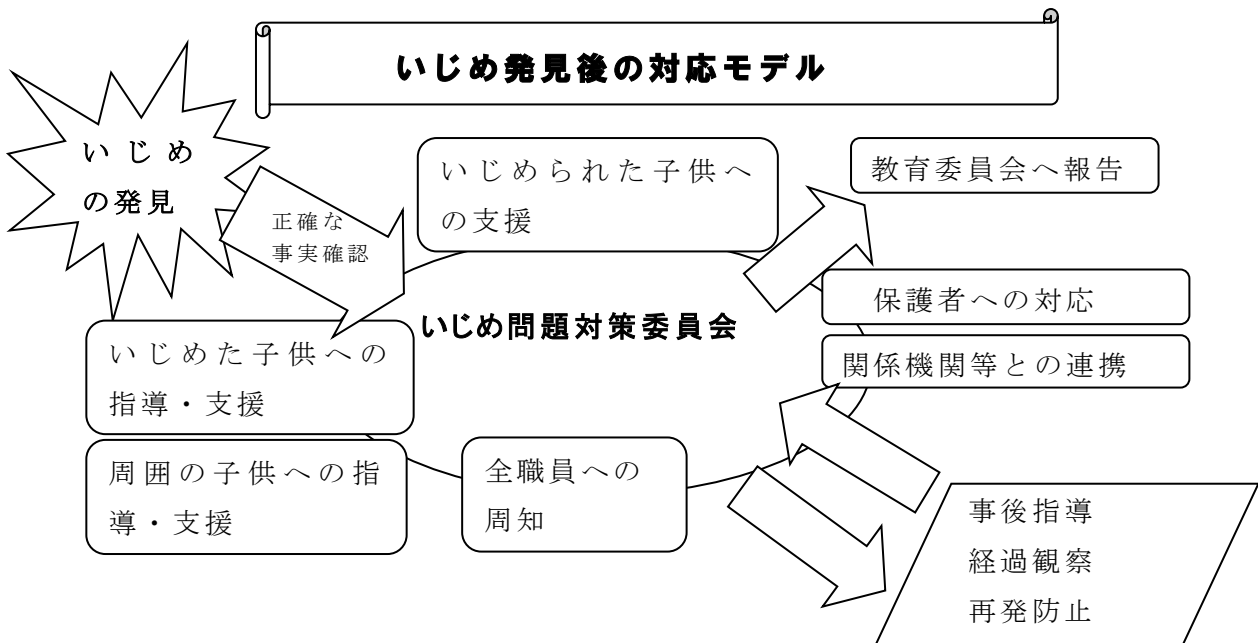 いじめ発見後の対応モデル
いじめ
の発見
正確な
事実確認
いじめられた子供へ
の支援
教育委員会へ報告
保護者への対応
関係機関等との連携
いじめ問題対策委員会
いじめた子供への
指導・支援
周囲の子供への指
導・支援
全職員への
周知
事後指導
経過観察
再発防止